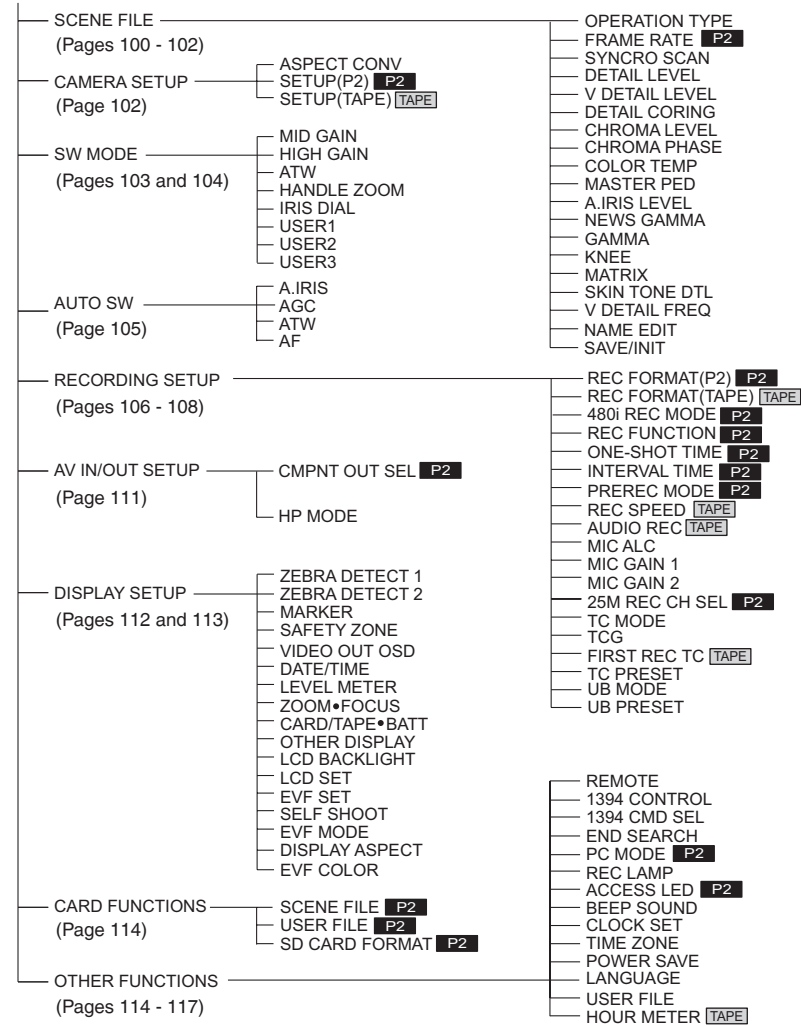 SCENE FILE
(Pages 100 - 102)
OPERATION TYPE
FRAME RATE P2
SYNCRO SCAN
DETAIL LEVEL
V DETAIL LEVEL
DETAIL CORING
CHROMA LEVEL
CHROMA PHASE
COLOR TEMP
MASTER PED
A.IRIS LEVEL
NEWS GAMMA
GAMMA
KNEE
MATRIX
SKIN TONE DTL
V DETAIL FREQ
NAME EDIT
SAVE/INIT
CAMERA SETUP
(Page 102)
ASPECT CONV
SETUP(P2) P2
SETUP(TAPE) TAPE
SW MODE
(Pages 103 and 104)
MID GAIN
HIGH GAIN
ATW
HANDLE ZOOM
IRIS DIAL
USER1
USER2
USER3
AUTO SW
(Page 105)
A.IRIS
AGC
ATW
AF
RECORDING SETUP
(Pages 106 - 108)
REC FORMAT(P2) P2
REC FORMAT(TAPE) TAPE
480i REC MODE P2
REC FUNCTION P2
ONE-SHOT TIME P2
INTERVAL TIME P2
PREREC MODE P2
REC SPEED TAPE
AUDIO REC TAPE
MIC ALC
MIC GAIN 1
MIC GAIN 2
25M REC CH SEL P2
TC MODE
TCG
FIRST REC TC TAPE
TC PRESET
UB MODE
UB PRESET
AV IN/OUT SETUP
(Page 111)
CMPNT OUT SEL P2
HP MODE
DISPLAY SETUP
(Pages 112 and 113)
ZEBRA DETECT 1
ZEBRA DETECT 2
MARKER
SAFETY ZONE
VIDEO OUT OSD
DATE/TIME
LEVEL METER
ZOOM•FOCUS
CARD/TAPE•BATT
OTHER DISPLAY
LCD BACKLIGHT
LCD SET
EVF SET
SELF SHOOT
EVF MODE
DISPLAY ASPECT
EVF COLOR
CARD FUNCTIONS
(Page 114)
SCENE FILE P2
USER FILE P2
SD CARD FORMAT P2
OTHER FUNCTIONS
(Pages 114 - 117)
REMOTE
1394 CONTROL
1394 CMD SEL
END SEARCH
PC MODE P2
REC LAMP
ACCESS LED P2
BEEP SOUND
CLOCK SET
TIME ZONE
POWER SAVE
LANGUAGE
USER FILE
HOUR METER TAPE